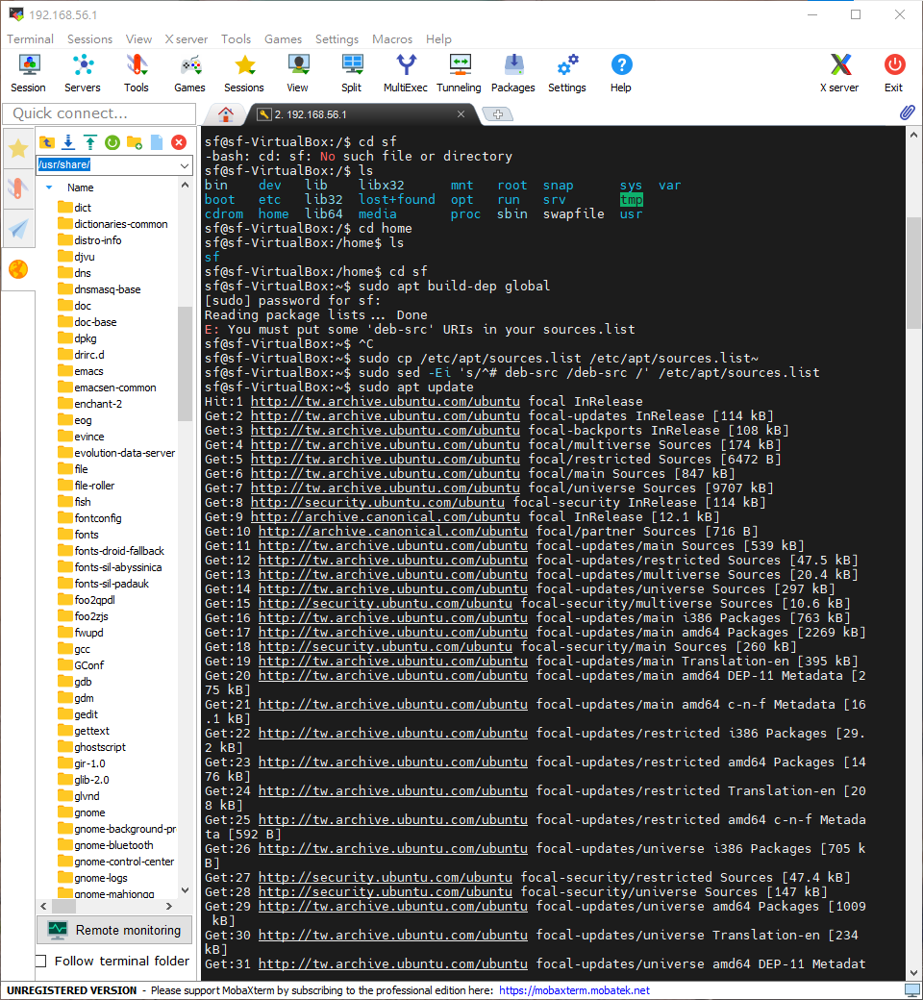 192.168.56.1
Terminal Sessions View X server Tools Games Settings Macros Help
Session Servers Tools Games Sessions View Split MultiExec Tunneling Packages Settings Help X server Exit
Quick connect...
2. 192.168.56.1
/usr/share/
Name
dict
dictionaries-common
distro-info
djvu
dns
dnsmasq-base
doc
doc-base
dpkg
drirc.d
emacs
emacsen-common
enchant-2
eog
evince
evolution-data-server
file
file-roller
fish
fontconfig
fonts
fonts-droid-fallback
fonts-sil-abyssinica
fonts-sil-padauk
foo2qpdl
foo2zjs
fwupd
gcc
GConf
gdb
gdm
gedit
gettext
ghostscript
gir-1.0
glib-2.0
glvnd
gnome
gnome-background-pr
gnome-bluetooth
gnome-control-center
gnome-logs
gnome-mahjongg
Remote monitoring
Follow terminal folder
sf@sf-VirtualBox:/$ cd sf
-bash: cd: sf: No such file or directory
sf@sf-VirtualBox:/$ ls
bin dev lib libx32 mnt root snap sys var
boot etc lib32 lost+found opt run srv tmp
cdrom home lib64 media proc sbin swapfile usr
sf@sf-VirtualBox:/$ cd home
sf@sf-VirtualBox:/home$ ls
sf
sf@sf-VirtualBox:/home$ cd sf
sf@sf-VirtualBox:~$ sudo apt build-dep global
[sudo] password for sf:
Reading package lists... Done
E: You must put some 'deb-src' URIs in your sources.list
sf@sf-VirtualBox:~$ ^C
sf@sf-VirtualBox:~$ sudo cp /etc/apt/sources.list /etc/apt/sources.list~
sf@sf-VirtualBox:~$ sudo sed -Ei 's/^# deb-src /deb-src /' /etc/apt/sources.list
sf@sf-VirtualBox:~$ sudo apt update
Hit:1 http://tw.archive.ubuntu.com/ubuntu focal InRelease
Get:2 http://tw.archive.ubuntu.com/ubuntu focal-updates InRelease [114 kB]
Get:3 http://tw.archive.ubuntu.com/ubuntu focal-backports InRelease [108 kB]
Get:4 http://tw.archive.ubuntu.com/ubuntu focal/multiverse Sources [174 kB]
Get:5 http://tw.archive.ubuntu.com/ubuntu focal/restricted Sources [6472 B]
Get:6 http://tw.archive.ubuntu.com/ubuntu focal/main Sources [847 kB]
Get:7 http://tw.archive.ubuntu.com/ubuntu focal/universe Sources [9707 kB]
Get:8 http://security.ubuntu.com/ubuntu focal-security InRelease [114 kB]
Get:9 http://archive.canonical.com/ubuntu focal InRelease [12.1 kB]
Get:10 http://archive.canonical.com/ubuntu focal/partner Sources [716 B]
Get:11 http://tw.archive.ubuntu.com/ubuntu focal-updates/main Sources [539 kB]
Get:12 http://tw.archive.ubuntu.com/ubuntu focal-updates/restricted Sources [47.5 kB]
Get:13 http://tw.archive.ubuntu.com/ubuntu focal-updates/multiverse Sources [20.4 kB]
Get:14 http://tw.archive.ubuntu.com/ubuntu focal-updates/universe Sources [297 kB]
Get:15 http://security.ubuntu.com/ubuntu focal-security/multiverse Sources [10.6 kB]
Get:16 http://tw.archive.ubuntu.com/ubuntu focal-updates/main i386 Packages [763 kB]
Get:17 http://tw.archive.ubuntu.com/ubuntu focal-updates/main amd64 Packages [2269 kB]
Get:18 http://security.ubuntu.com/ubuntu focal-security/main Sources [260 kB]
Get:19 http://tw.archive.ubuntu.com/ubuntu focal-updates/main Translation-en [395 kB]
Get:20 http://tw.archive.ubuntu.com/ubuntu focal-updates/main amd64 DEP-11 Metadata [2
75 kB]
Get:21 http://tw.archive.ubuntu.com/ubuntu focal-updates/main amd64 c-n-f Metadata [16
.1 kB]
Get:22 http://tw.archive.ubuntu.com/ubuntu focal-updates/restricted i386 Packages [29.
2 kB]
Get:23 http://tw.archive.ubuntu.com/ubuntu focal-updates/restricted amd64 Packages [14
76 kB]
Get:24 http://tw.archive.ubuntu.com/ubuntu focal-updates/restricted Translation-en [20
8 kB]
Get:25 http://tw.archive.ubuntu.com/ubuntu focal-updates/restricted amd64 c-n-f Metada
ta [592 B]
Get:26 http://tw.archive.ubuntu.com/ubuntu focal-updates/universe i386 Packages [705 k
B]
Get:27 http://security.ubuntu.com/ubuntu focal-security/restricted Sources [47.4 kB]
Get:28 http://security.ubuntu.com/ubuntu focal-security/universe Sources [147 kB]
Get:29 http://tw.archive.ubuntu.com/ubuntu focal-updates/universe amd64 Packages [1009
kB]
Get:30 http://tw.archive.ubuntu.com/ubuntu focal-updates/universe Translation-en [234
kB]
Get:31 http://tw.archive.ubuntu.com/ubuntu focal-updates/universe amd64 DEP-11 Metadat
UNREGISTERED VERSION - Please support MobaXterm by subscribing to the professional edition here: https://mobaxterm.mobatek.net